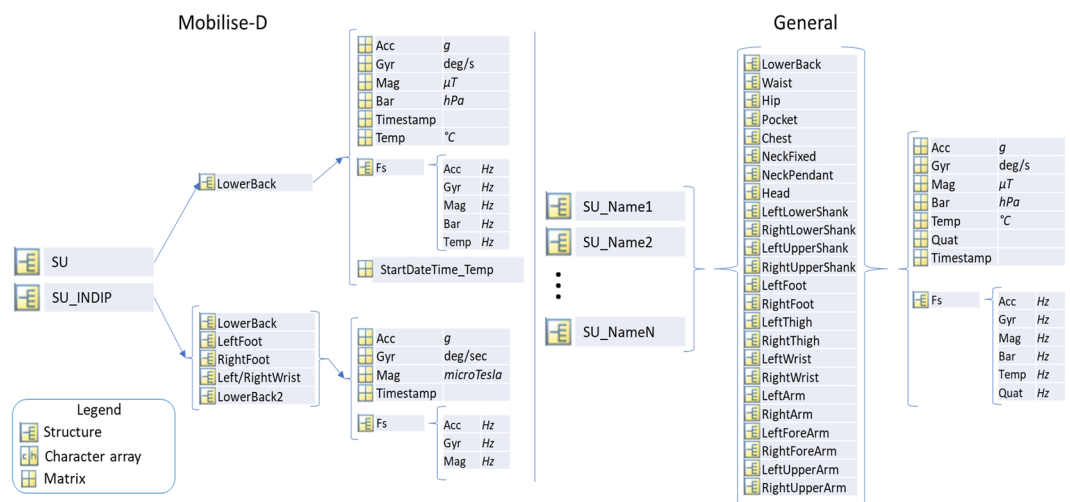 Mobilise-D
General
SU
SU_INDIP
LowerBack
Acc g
Gyr deg/s
Mag μT
Bar hPa
Timestamp
Temp °C
Fs
Acc Hz
Gyr Hz
Mag Hz
Bar Hz
Temp Hz
StartDateTime_Temp
LowerBack
LeftFoot
RightFoot
Left/RightWrist
LowerBack2
Acc g
Gyr deg/sec
Mag microTesla
Timestamp
Fs
Acc Hz
Gyr Hz
Mag Hz
Legend
Structure
ch Character array
Matrix
SU_Name1
SU_Name2
SU_NameN
LowerBack
Waist
Hip
Pocket
Chest
NeckFixed
NeckPendant
Head
LeftLowerShank
RightLowerShank
LeftUpperShank
RightUpperShank
LeftFoot
RightFoot
LeftThigh
RightThigh
LeftWrist
RightWrist
LeftArm
RightArm
LeftForeArm
RightForeArm
LeftUpperArm
RightUpperArm
Acc g
Gyr deg/s
Mag μT
Bar hPa
Temp °C
Quat
Timestamp
Fs
Acc Hz
Gyr Hz
Mag Hz
Bar Hz
Temp Hz
Quat Hz